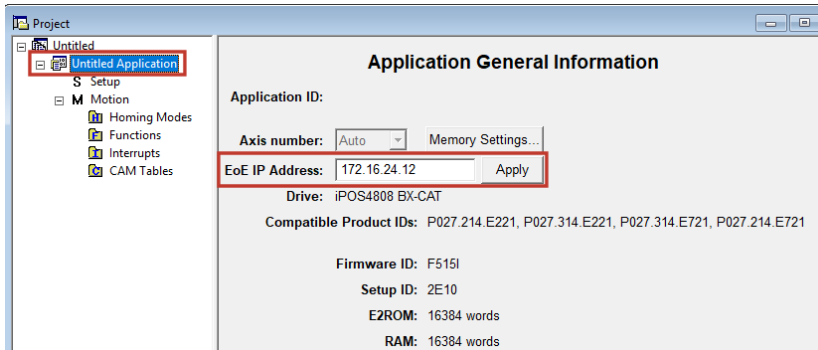 Project
Untitled
Untitled Application
S Setup
M Motion
H Homing Modes
F Functions
I Interrupts
C CAM Tables
Application General Information
Application ID:
Axis number: Auto Memory Settings...
EoE IP Address: 172.16.24.12 Apply
Drive: iPOS4808 BX-CAT
Compatible Product IDs: P027.214.E221, P027.314.E221, P027.314.E721, P027.214.E721
Firmware ID: F515I
Setup ID: 2E10
E2ROM: 16384 words
RAM: 16384 words